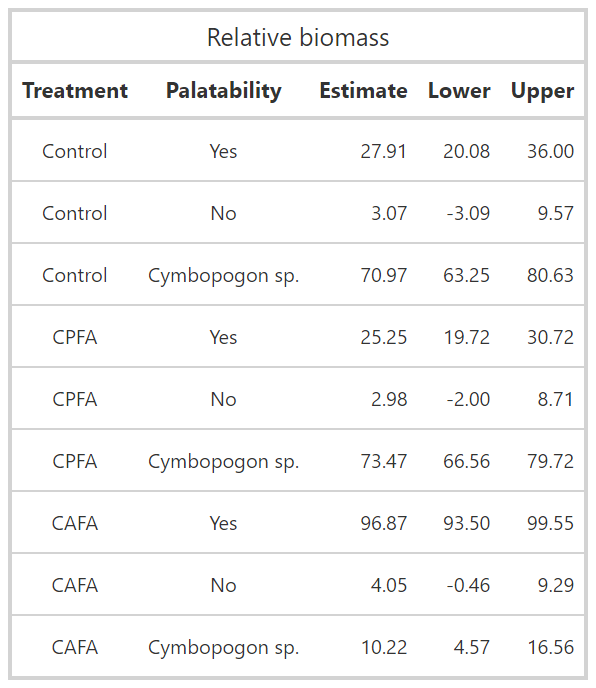 Relative biomass
Treatment Palatability Estimate Lower Upper
Control Yes 27.91 20.08 36.00
Control No 3.07 -3.09 9.57
Control Cymbopogon sp. 70.97 63.25 80.63
CPFA Yes 25.25 19.72 30.72
CPFA No 2.98 -2.00 8.71
CPFA Cymbopogon sp. 73.47 66.56 79.72
CAFA Yes 96.87 93.50 99.55
CAFA No 4.05 -0.46 9.29
CAFA Cymbopogon sp. 10.22 4.57 16.56